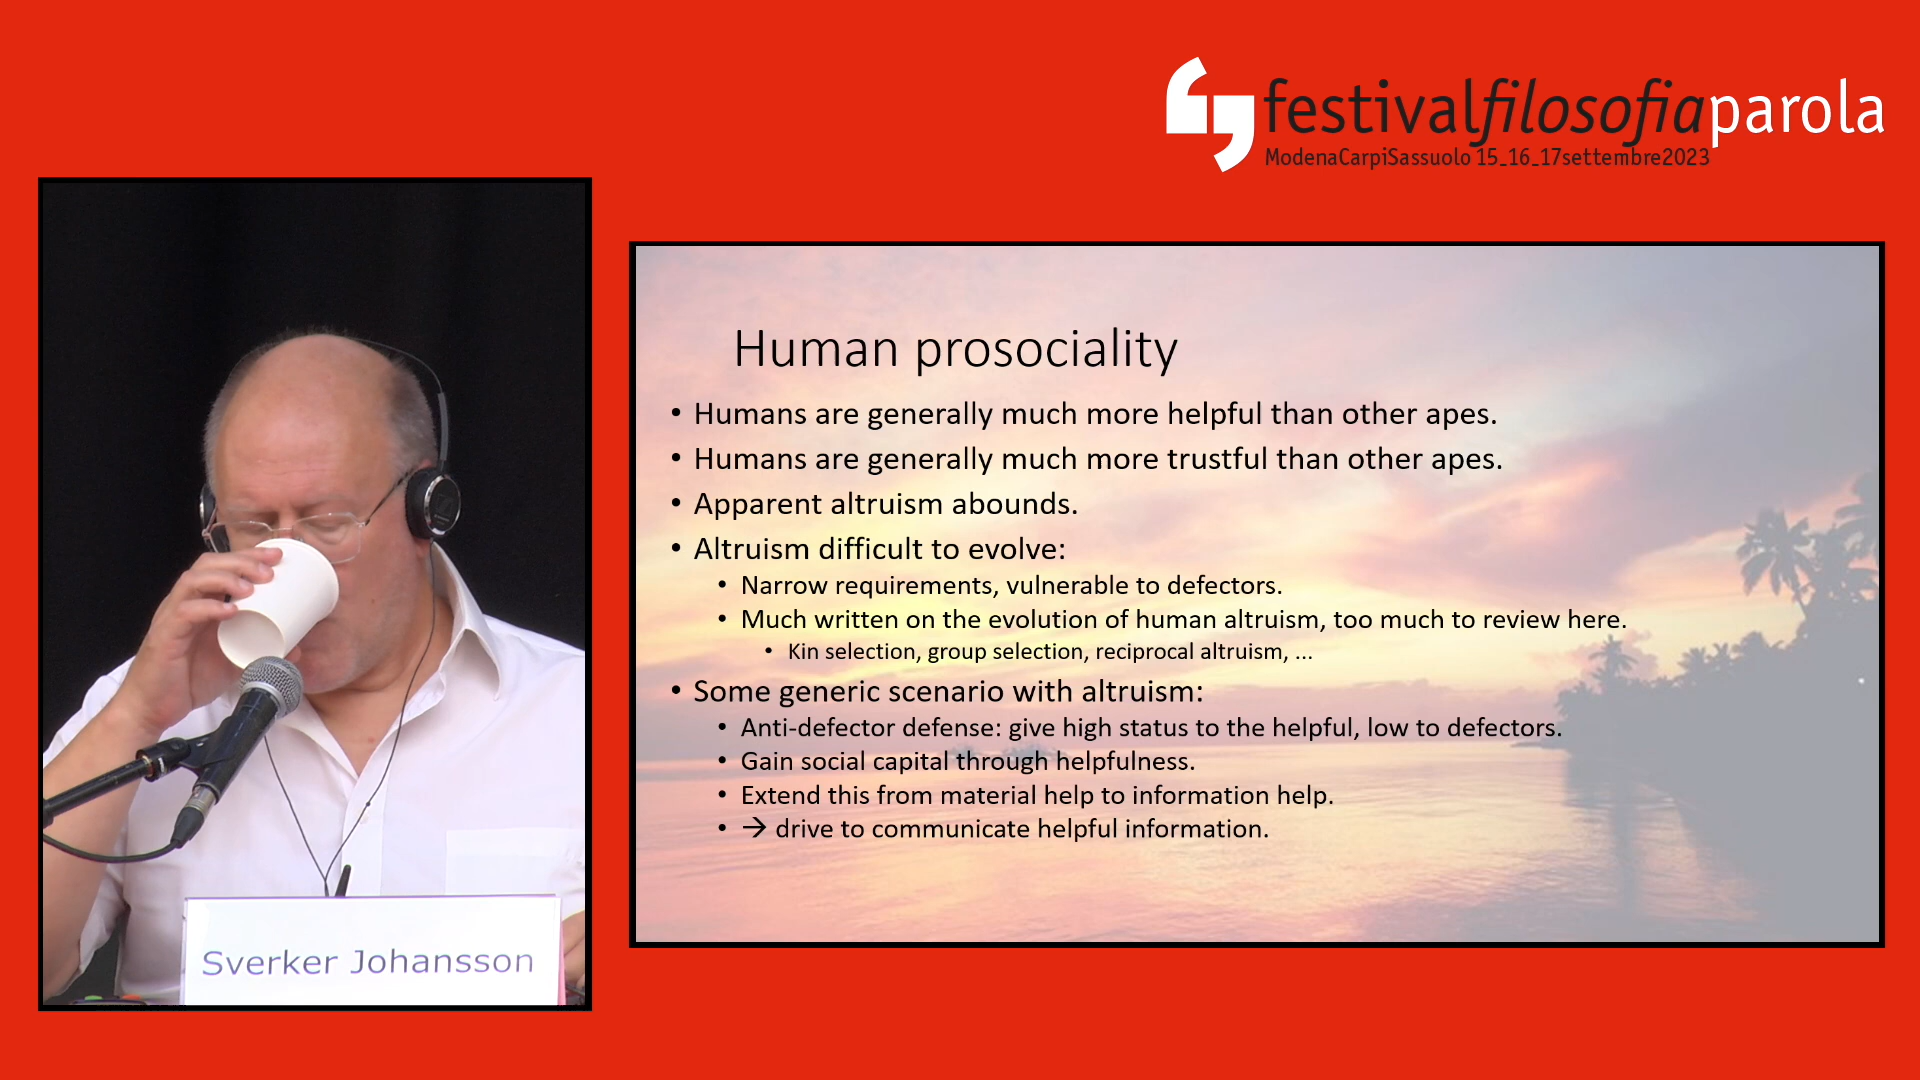 festivalfilosofiaparola
ModenaCarpiSassuolo 15_16_17settembre2023
Human prosociality
• Humans are generally much more helpful than other apes.
• Humans are generally much more trustful than other apes.
• Apparent altruism abounds.
• Altruism difficult to evolve:
• Narrow requirements, vulnerable to defectors.
• Much written on the evolution of human altruism, too much to review here.
• Kin selection, group selection, reciprocal altruism, ...
• Some generic scenario with altruism:
• Anti-defector defense: give high status to the helpful, low to defectors.
• Gain social capital through helpfulness.
• Extend this from material help to information help.
• → drive to communicate helpful information.
Sverker Johansson